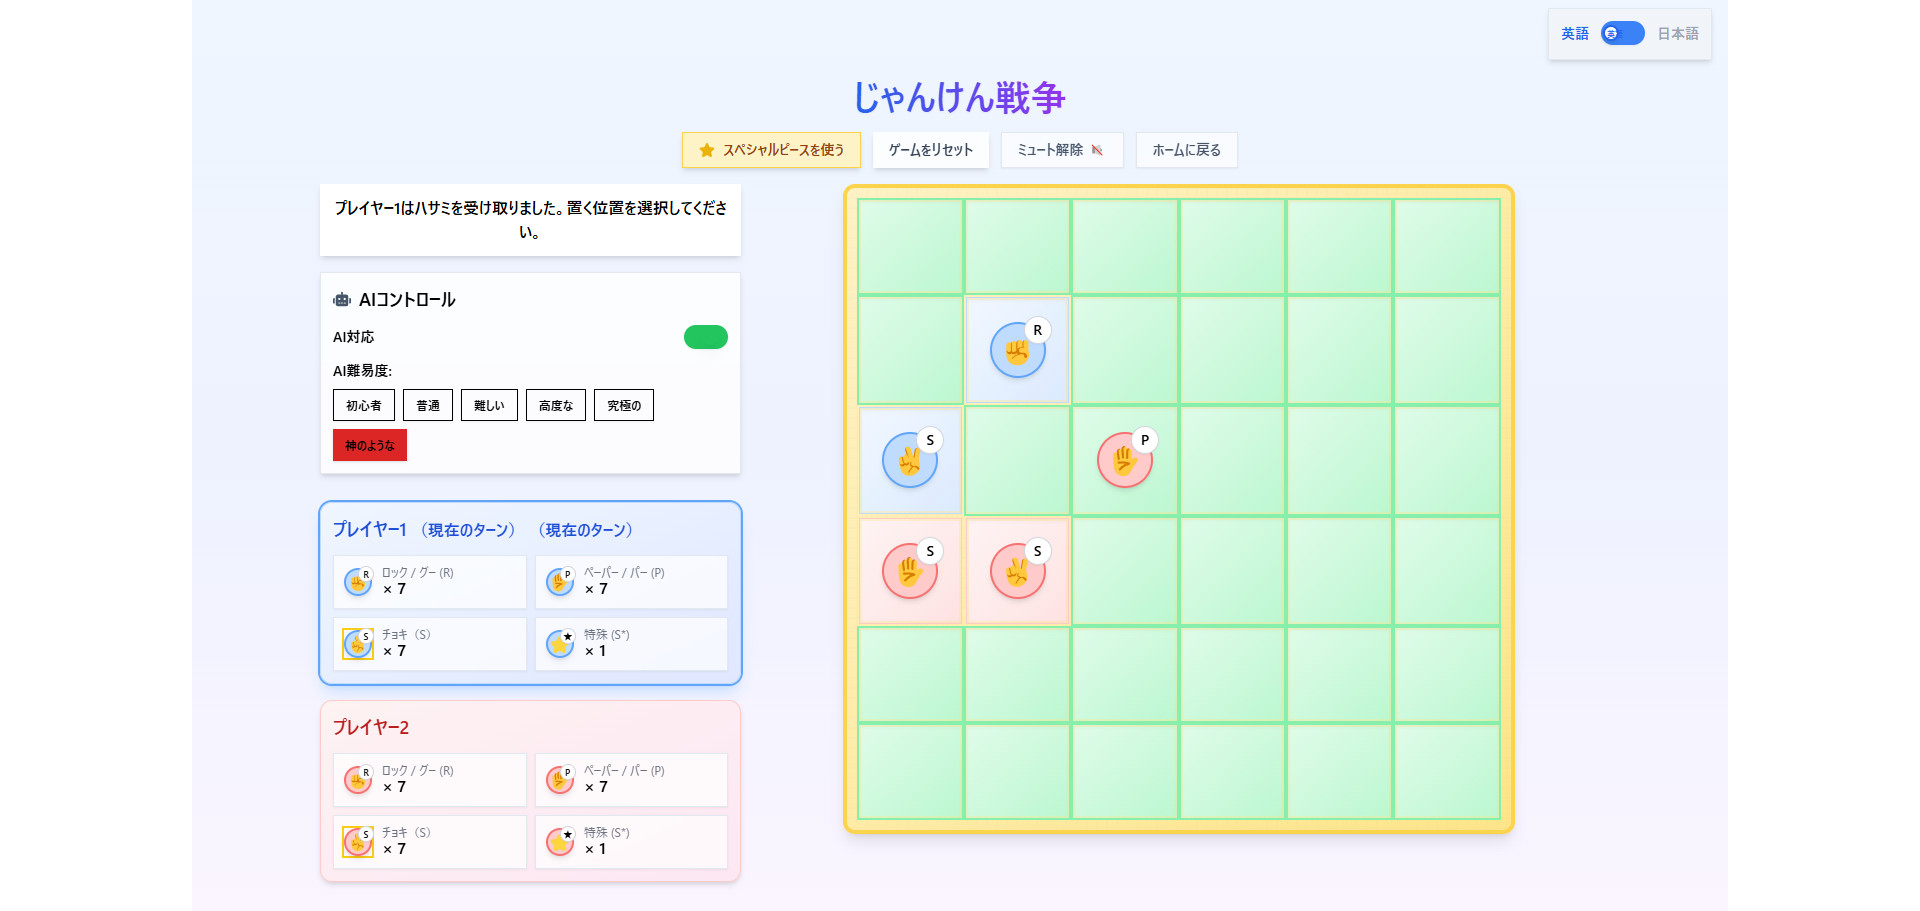 英語 英 日本語
じゃんけん戦争
スペシャルピースを使う ゲームをリセット ミュート解除 ホームに戻る
プレイヤー1はハサミを受け取りました。置く位置を選択してくださ
い。
AIコントロール
AI対応
AI難易度:
初心者 普通 難しい 高度な 究極の
神のような
プレイヤー1 （現在のターン） （現在のターン）
R ロック / グー (R)
× 7
P ペーパー / パー (P)
× 7
S チョキ（S）
× 7
★ 特殊 (S*)
× 1
プレイヤー2
R ロック / グー (R)
× 7
P ペーパー / パー (P)
× 7
S チョキ（S）
× 7
★ 特殊 (S*)
× 1
R
S P
S S